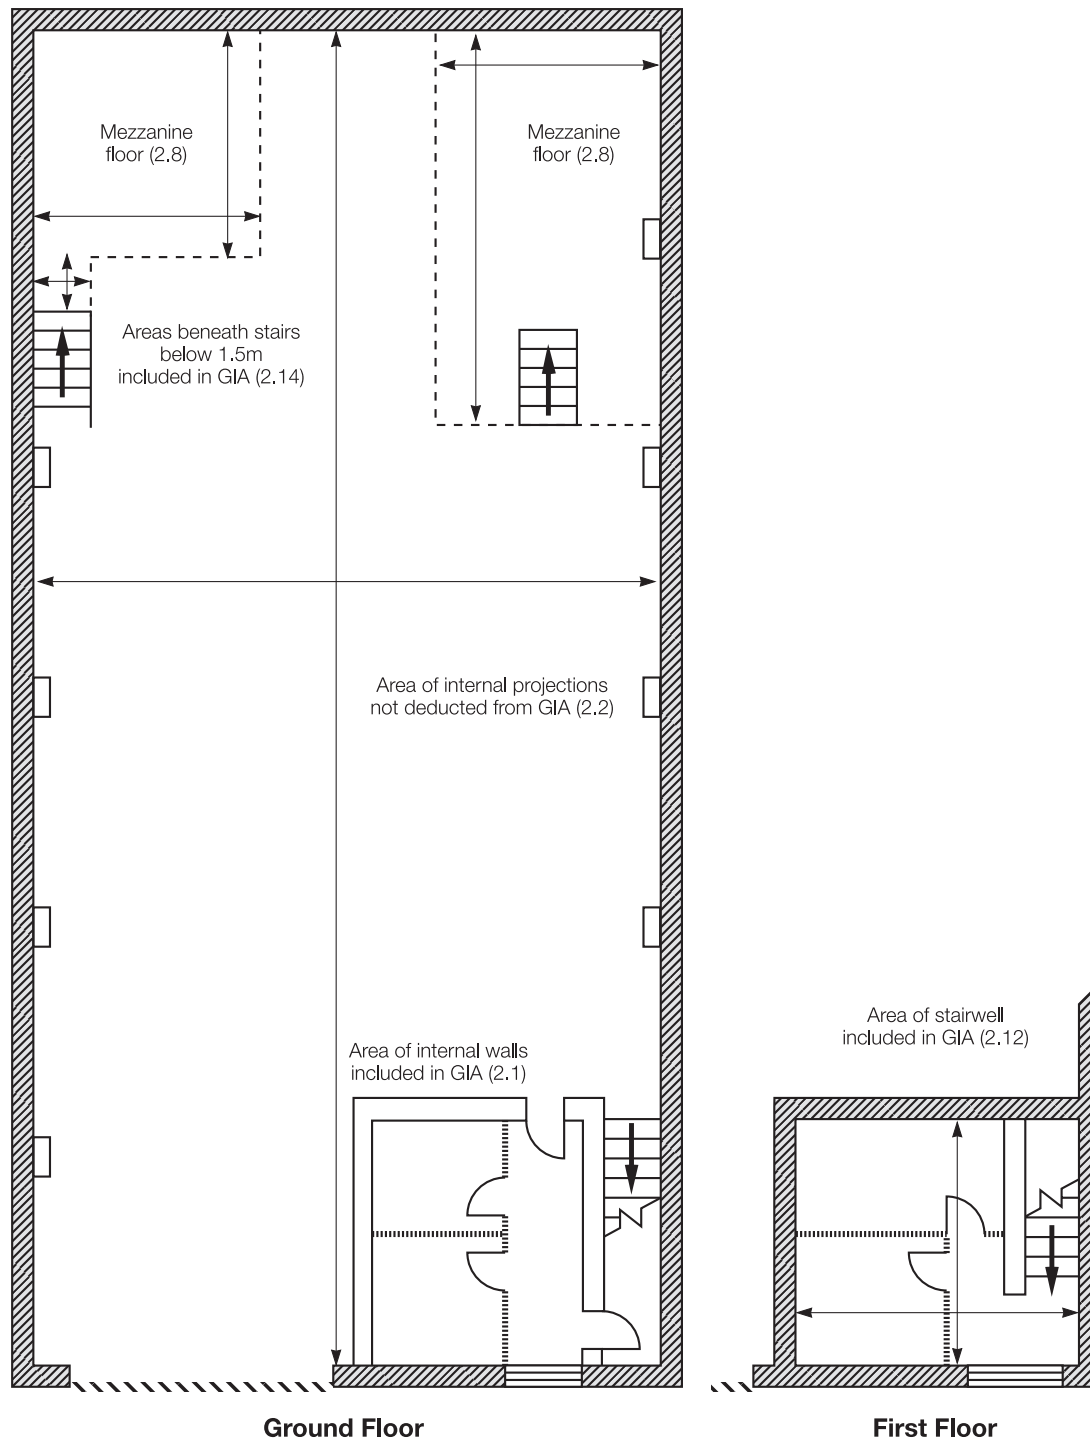 Mezzanine
floor (2.8)
Mezzanine
floor (2.8)
Areas beneath stairs
below 1.5m
included in GIA (2.14)
Area of internal projections
not deducted from GIA (2.2)
Area of internal walls
included in GIA (2.1)
Area of stairwell
included in GIA (2.12)
Ground Floor
First Floor